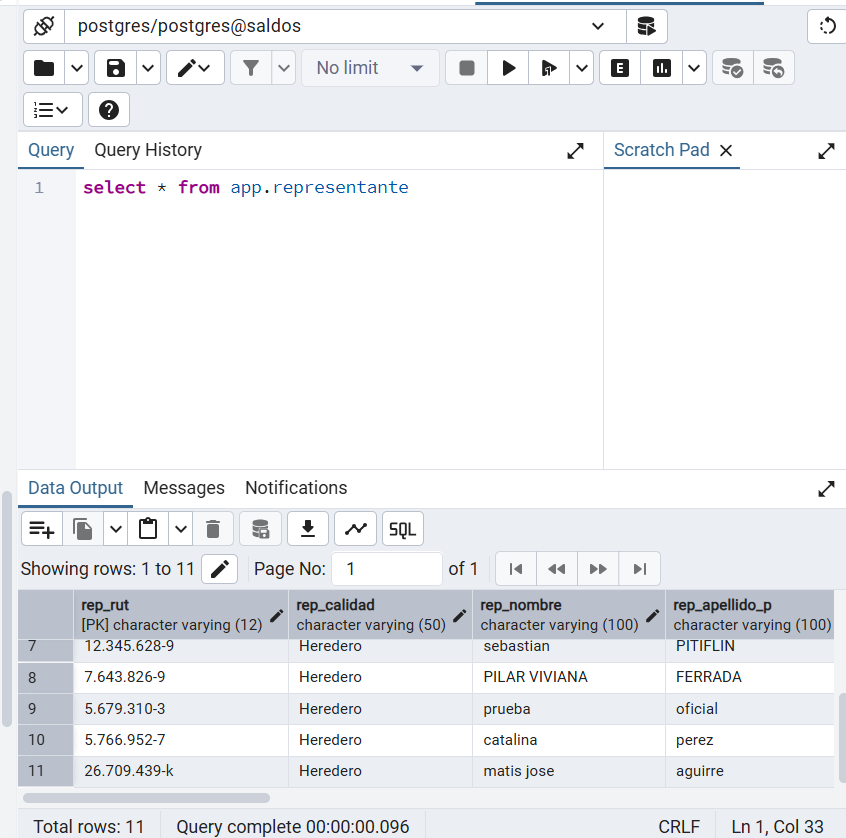 postgres/postgres@saldos
No limit
E
Query Query History Scratch Pad
1 select * from app.representante
Data Output Messages Notifications
SQL
Showing rows: 1 to 11 Page No: 1 of 1
rep_rut rep_calidad rep_nombre rep_apellido_p
[PK] character varying (12) character varying (50) character varying (100) character varying (100)
7 12.345.628-9 Heredero sebastian PITIFLIN
8 7.643.826-9 Heredero PILAR VIVIANA FERRADA
9 5.679.310-3 Heredero prueba oficial
10 5.766.952-7 Heredero catalina perez
11 26.709.439-k Heredero matis jose aguirre
Total rows: 11 Query complete 00:00:00.096 CRLF Ln 1, Col 33